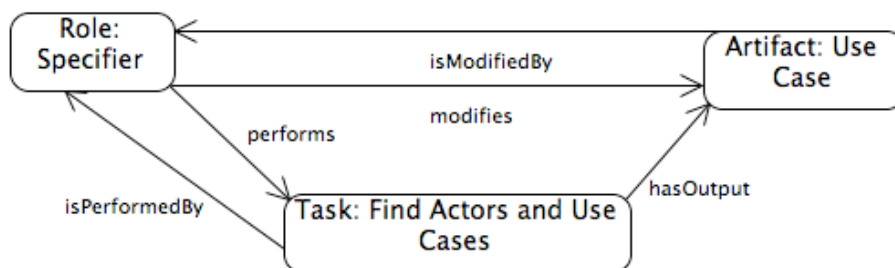 Role:
Specifier
Artifact: Use
Case
isModifiedBy
modifies
performs
isPerformedBy
hasOutput
Task: Find Actors and Use
Cases